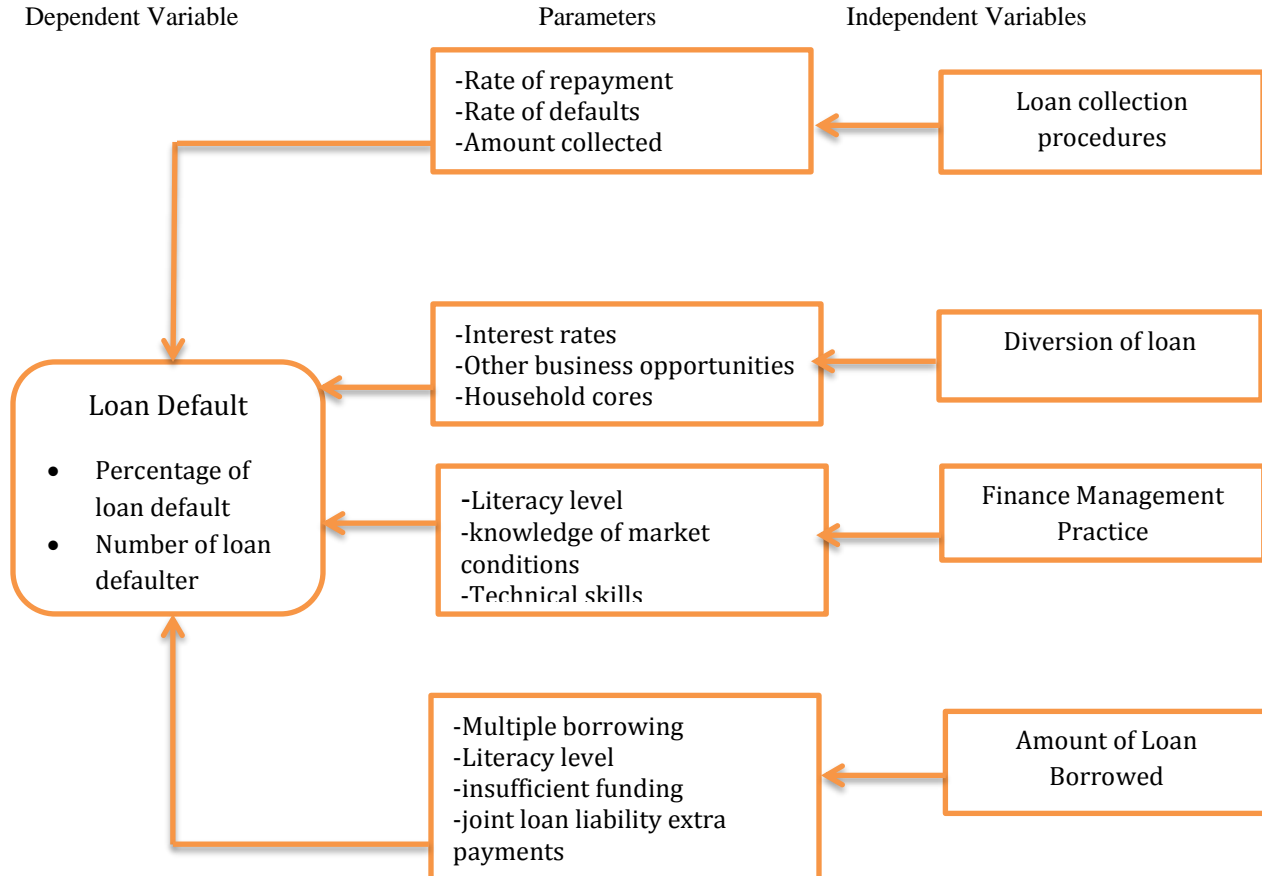 Dependent Variable
Parameters
Independent Variables
-Rate of repayment
-Rate of defaults
-Amount collected
Loan collection
procedures
-Interest rates
-Other business opportunities
-Household cores
Diversion of loan
Loan Default
• Percentage of
loan default
• Number of loan
defaulter
-Literacy level
-knowledge of market
conditions
-Technical skills
Finance Management
Practice
-Multiple borrowing
-Literacy level
-insufficient funding
-joint loan liability extra
payments
Amount of Loan
Borrowed